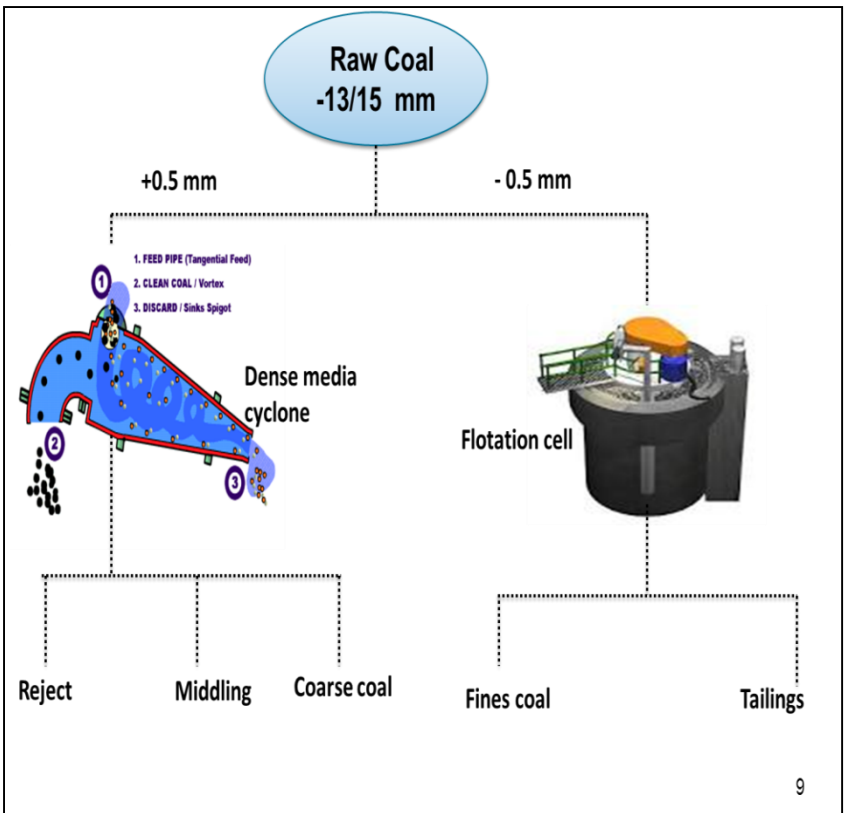 Raw Coal
-13/15 mm
+0.5 mm
- 0.5 mm
1. FEED PIPE (Tangential Feed)
2. CLEAN COAL / Vortex
3. DISCARD / Sinks Spigot
1
Dense media
cyclone
2
3
Flotation cell
Reject
Middling
Coarse coal
Fines coal
Tailings
9